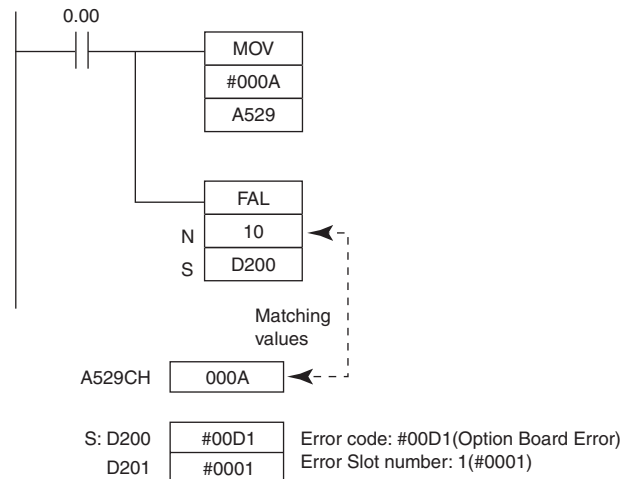 0.00
MOV
#000A
A529
FAL
N 10
S D200
Matching
values
A529CH 000A
S: D200 #00D1 Error code: #00D1(Option Board Error)
D201 #0001 Error Slot number: 1(#0001)